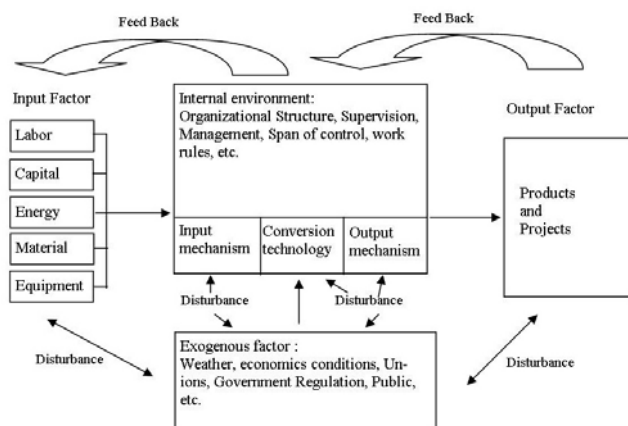 Feed Back
Feed Back
Input Factor
Labor
Capital
Energy
Material
Equipment
Internal environment:
Organizational Structure, Supervision,
Management, Span of control, work
rules, etc.
Input
mechanism
Conversion
technology
Output
mechanism
Output Factor
Products
and
Projects
Disturbance
Disturbance
Disturbance
Exogenous factor :
Weather, economics conditions, Un-
ions, Government Regulation, Public,
etc.
Disturbance